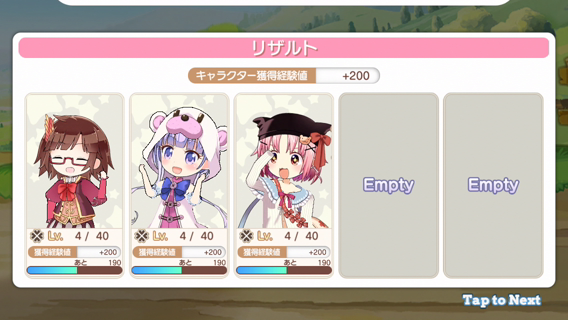 リザルト
キャラクター獲得経験値 +200
Lv. 4 / 40
獲得経験値 +200
あと 190
Lv. 4 / 40
獲得経験値 +200
あと 190
Lv. 4 / 40
獲得経験値 +200
あと 190
Empty
Empty
Tap to Next